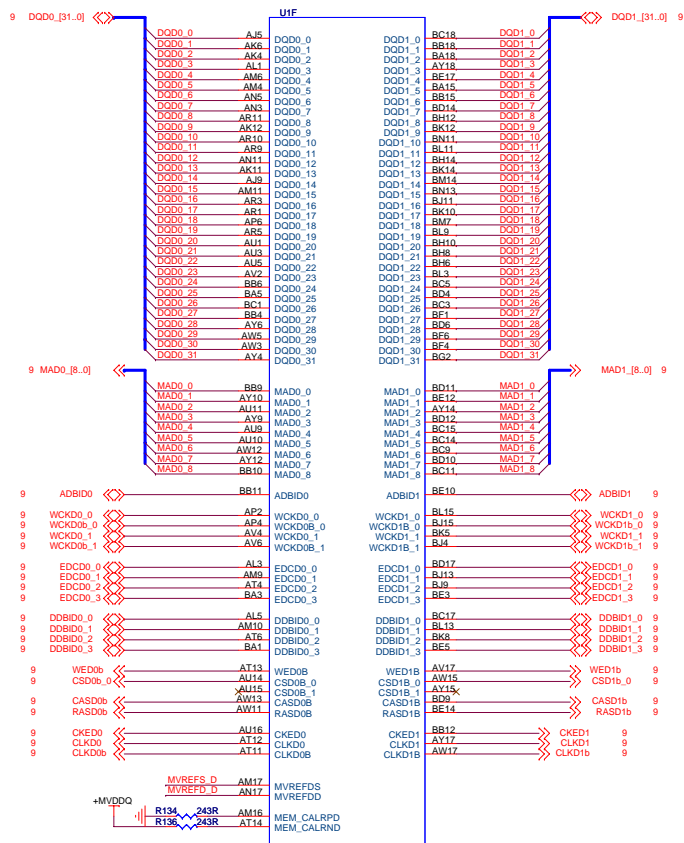 U1F
9 DQD0_[31..0] DQD1_[31..0] 9
DQD0_0 AJ5 DQD0_0 DQD1_0 BC18 DQD1_0
DQD0_1 AK6 DQD0_1 DQD1_1 BB18 DQD1_1
DQD0_2 AK4 DQD0_2 DQD1_2 BA18 DQD1_2
DQD0_3 AL1 DQD0_3 DQD1_3 AY18 DQD1_3
DQD0_4 AM6 DQD0_4 DQD1_4 BE17 DQD1_4
DQD0_5 AM4 DQD0_5 DQD1_5 BA15 DQD1_5
DQD0_6 AN5 DQD0_6 DQD1_6 BB15 DQD1_6
DQD0_7 AN3 DQD0_7 DQD1_7 BD14 DQD1_7
DQD0_8 AR11 DQD0_8 DQD1_8 BH12 DQD1_8
DQD0_9 AK12 DQD0_9 DQD1_9 BK12 DQD1_9
DQD0_10 AR10 DQD0_10 DQD1_10 BN11 DQD1_10
DQD0_11 AR9 DQD0_11 DQD1_11 BL11 DQD1_11
DQD0_12 AN11 DQD0_12 DQD1_12 BH14 DQD1_12
DQD0_13 AK11 DQD0_13 DQD1_13 BK14 DQD1_13
DQD0_14 AJ9 DQD0_14 DQD1_14 BM14 DQD1_14
DQD0_15 AM11 DQD0_15 DQD1_15 BN13 DQD1_15
DQD0_16 AR3 DQD0_16 DQD1_16 BJ11 DQD1_16
DQD0_17 AR1 DQD0_17 DQD1_17 BK10 DQD1_17
DQD0_18 AP6 DQD0_18 DQD1_18 BM7 DQD1_18
DQD0_19 AR5 DQD0_19 DQD1_19 BL9 DQD1_19
DQD0_20 AU1 DQD0_20 DQD1_20 BH10 DQD1_20
DQD0_21 AU3 DQD0_21 DQD1_21 BH8 DQD1_21
DQD0_22 AU5 DQD0_22 DQD1_22 BH6 DQD1_22
DQD0_23 AV2 DQD0_23 DQD1_23 BL3 DQD1_23
DQD0_24 BB6 DQD0_24 DQD1_24 BC5 DQD1_24
DQD0_25 BA5 DQD0_25 DQD1_25 BD4 DQD1_25
DQD0_26 BC1 DQD0_26 DQD1_26 BC3 DQD1_26
DQD0_27 BB4 DQD0_27 DQD1_27 BF1 DQD1_27
DQD0_28 AY6 DQD0_28 DQD1_28 BD6 DQD1_28
DQD0_29 AW5 DQD0_29 DQD1_29 BF6 DQD1_29
DQD0_30 AW3 DQD0_30 DQD1_30 BF4 DQD1_30
DQD0_31 AY4 DQD0_31 DQD1_31 BG2 DQD1_31
9 MAD0_[8..0] MAD1_[8..0] 9
MAD0_0 BB9 MAD0_0 MAD1_0 BD11 MAD1_0
MAD0_1 AY10 MAD0_1 MAD1_1 BE12 MAD1_1
MAD0_2 AU11 MAD0_2 MAD1_2 AY14 MAD1_2
MAD0_3 AY9 MAD0_3 MAD1_3 BD12 MAD1_3
MAD0_4 AU9 MAD0_4 MAD1_4 BC15 MAD1_4
MAD0_5 AU10 MAD0_5 MAD1_5 BC14 MAD1_5
MAD0_6 AW12 MAD0_6 MAD1_6 BC9 MAD1_6
MAD0_7 AY12 MAD0_7 MAD1_7 BD10 MAD1_7
MAD0_8 BB10 MAD0_8 MAD1_8 BC11 MAD1_8
9 ADBID0 BB11 ADBID0 ADBID1 BE10 ADBID1 9
9 WCKD0_0 AP2 WCKD0_0 WCKD1_0 BL15 WCKD1_0 9
9 WCKD0b_0 AP4 WCKD0B_0 WCKD1B_0 BJ15 WCKD1b_0 9
9 WCKD0_1 AV4 WCKD0_1 WCKD1_1 BK5 WCKD1_1 9
9 WCKD0b_1 AV6 WCKD0B_1 WCKD1B_1 BJ4 WCKD1b_1 9
9 EDCD0_0 AL3 EDCD0_0 EDCD1_0 BD17 EDCD1_0 9
9 EDCD0_1 AM9 EDCD0_1 EDCD1_1 BJ13 EDCD1_1 9
9 EDCD0_2 AT4 EDCD0_2 EDCD1_2 BJ9 EDCD1_2 9
9 EDCD0_3 BA3 EDCD0_3 EDCD1_3 BE3 EDCD1_3 9
9 DDBID0_0 AL5 DDBID0_0 DDBID1_0 BC17 DDBID1_0 9
9 DDBID0_1 AM10 DDBID0_1 DDBID1_1 BL13 DDBID1_1 9
9 DDBID0_2 AT6 DDBID0_2 DDBID1_2 BK8 DDBID1_2 9
9 DDBID0_3 BA1 DDBID0_3 DDBID1_3 BE5 DDBID1_3 9
9 WED0b AT13 WED0B WED1B AV17 WED1b 9
9 CSD0b_0 AU14 CSD0B_0 CSD1B_0 AW15 CSD1b_0 9
AU15 CSD0B_1 CSD1B_1 AY15
9 CASD0b AW13 CASD0B CASD1B BD9 CASD1b 9
9 RASD0b AW11 RASD0B RASD1B BE14 RASD1b 9
9 CKED0 AU16 CKED0 CKED1 BB12 CKED1 9
9 CLKD0 AT12 CLKD0 CLKD1 AY17 CLKD1 9
9 CLKD0b AT11 CLKD0B CLKD1B AW17 CLKD1b 9
MVREFS_D AM17 MVREFDS
MVREFD_D AN17 MVREFDD
+MVDDQ
R134 243R AM16 MEM_CALRPD
R136 243R AT14 MEM_CALRND